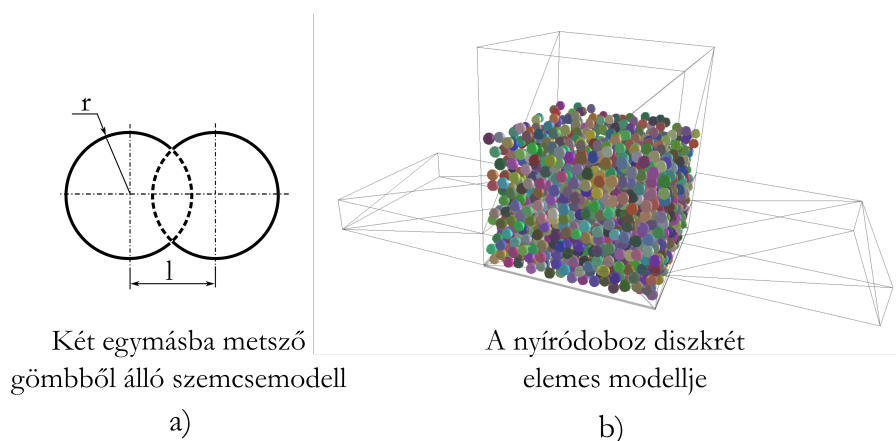 r
l
Két egymásba metsző
gömbből álló szemcsemodell
a)
A nyíródoboz diszkrét
elemes modellje
b)